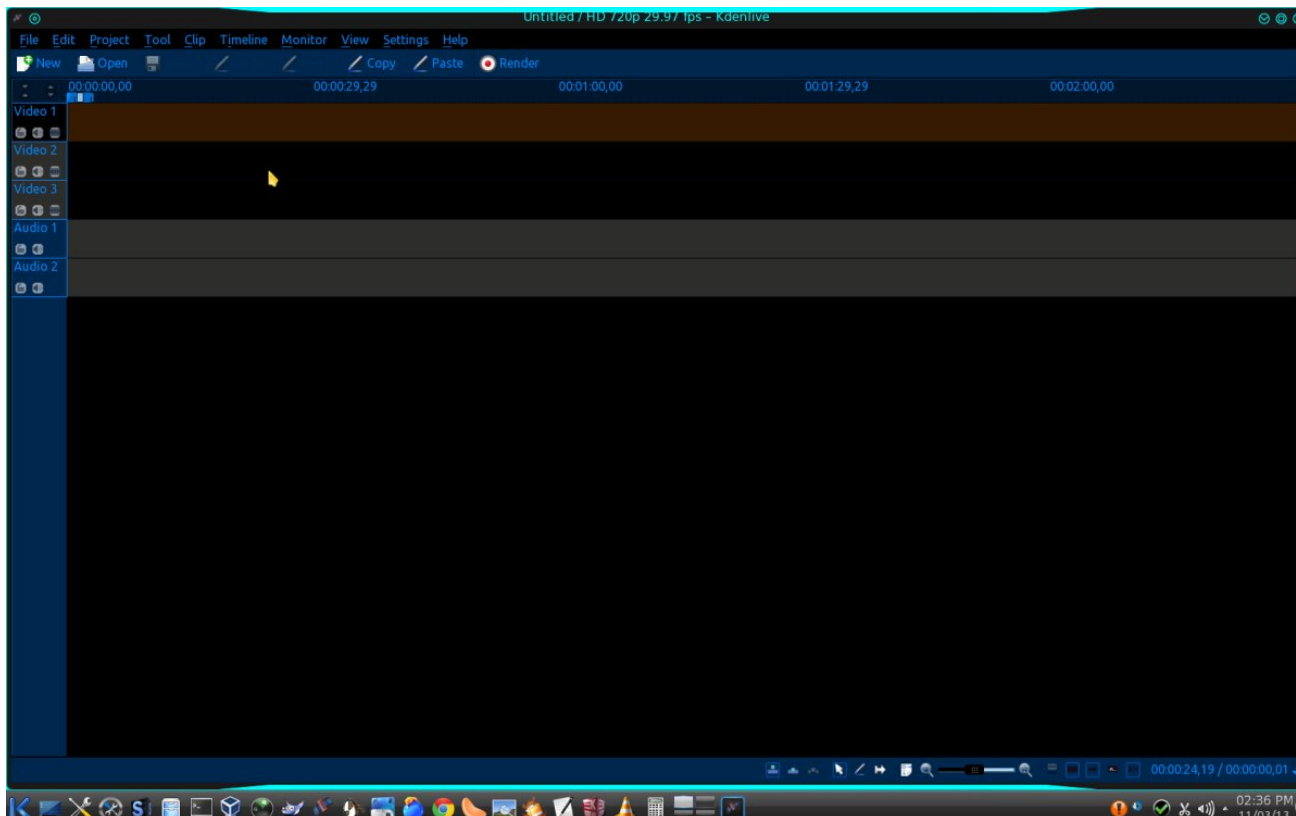 Untitled / HD 720p 29.97 fps – Kdenlive
File Edit Project Tool Clip Timeline Monitor View Settings Help
New Open Copy Paste Render
00:00:00,00 00:00:29,29 00:01:00,00 00:01:29,29 00:02:00,00
Video 1
Video 2
Video 3
Audio 1
Audio 2
00:00:24,19 / 00:00:00,01
02:36 PM
11/03/13